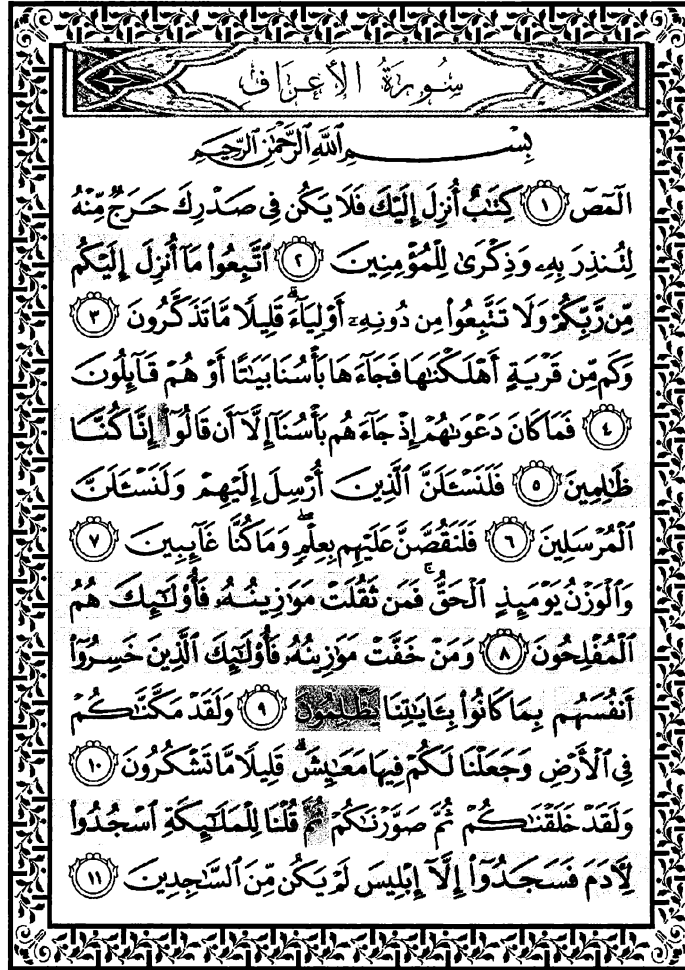 سُورَةُ الأَعْرَافِ
بِسْمِ ٱللَّهِ ٱلرَّحْمَٰنِ ٱلرَّحِيمِ
الٓمٓصٓ ﴿١﴾ كِتَٰبٌ أُنزِلَ إِلَيْكَ فَلَا يَكُن فِى صَدْرِكَ حَرَجٌ مِّنْهُ
لِتُنذِرَ بِهِۦ وَذِكْرَىٰ لِلْمُؤْمِنِينَ ﴿٢﴾ ٱتَّبِعُوا۟ مَآ أُنزِلَ إِلَيْكُم
مِّن رَّبِّكُمْ وَلَا تَتَّبِعُوا۟ مِن دُونِهِۦٓ أَوْلِيَآءَ ۗ قَلِيلًا مَّا تَذَكَّرُونَ ﴿٣﴾
وَكَم مِّن قَرْيَةٍ أَهْلَكْنَٰهَا فَجَآءَهَا بَأْسُنَا بَيَٰتًا أَوْ هُمْ قَآئِلُونَ
﴿٤﴾ فَمَا كَانَ دَعْوَىٰهُمْ إِذْ جَآءَهُم بَأْسُنَآ إِلَّآ أَن قَالُوٓا۟ إِنَّا كُنَّا
ظَٰلِمِينَ ﴿٥﴾ فَلَنَسْـَٔلَنَّ ٱلَّذِينَ أُرْسِلَ إِلَيْهِمْ وَلَنَسْـَٔلَنَّ
ٱلْمُرْسَلِينَ ﴿٦﴾ فَلَنَقُصَّنَّ عَلَيْهِم بِعِلْمٍ ۖ وَمَا كُنَّا غَآئِبِينَ ﴿٧﴾
وَٱلْوَزْنُ يَوْمَئِذٍ ٱلْحَقُّ ۚ فَمَن ثَقُلَتْ مَوَٰزِينُهُۥ فَأُو۟لَٰٓئِكَ هُمُ
ٱلْمُفْلِحُونَ ﴿٨﴾ وَمَنْ خَفَّتْ مَوَٰزِينُهُۥ فَأُو۟لَٰٓئِكَ ٱلَّذِينَ خَسِرُوٓا۟
أَنفُسَهُم بِمَا كَانُوا۟ بِـَٔايَٰتِنَا يَظْلِمُونَ ﴿٩﴾ وَلَقَدْ مَكَّنَّٰكُمْ
فِى ٱلْأَرْضِ وَجَعَلْنَا لَكُمْ فِيهَا مَعَٰيِشَ ۗ قَلِيلًا مَّا تَشْكُرُونَ ﴿١٠﴾
وَلَقَدْ خَلَقْنَٰكُمْ ثُمَّ صَوَّرْنَٰكُمْ ثُمَّ قُلْنَا لِلْمَلَٰٓئِكَةِ ٱسْجُدُوا۟
لِـَٔادَمَ فَسَجَدُوٓا۟ إِلَّآ إِبْلِيسَ لَمْ يَكُن مِّنَ ٱلسَّٰجِدِينَ ﴿١١﴾